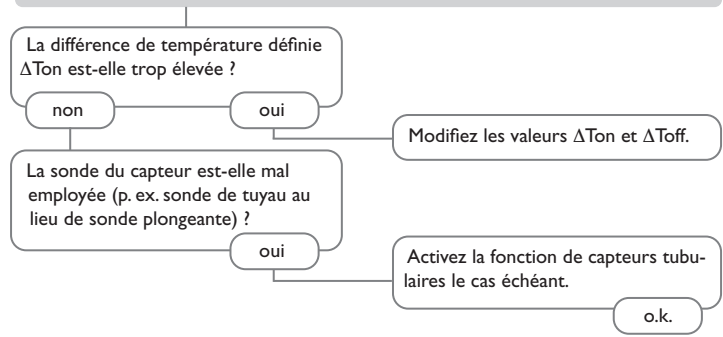 La différence de température définie
ΔTon est-elle trop élevée ?
non
oui
Modifiez les valeurs ΔTon et ΔToff.
La sonde du capteur est-elle mal
employée (p. ex. sonde de tuyau au
lieu de sonde plongeante) ?
oui
Activez la fonction de capteurs tubu-
laires le cas échéant.
o.k.